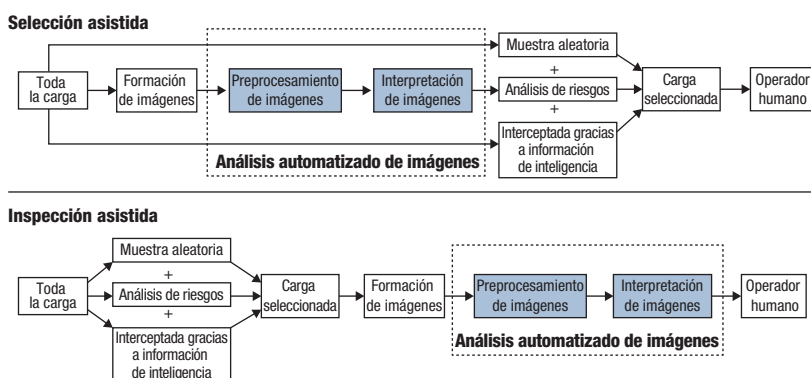 Selección asistida
Toda
la carga
Formación
de imágenes
Preprocesamiento
de imágenes
Interpretación
de imágenes
Análisis automatizado de imágenes
Muestra aleatoria
+
Análisis de riesgos
+
Interceptada gracias
a información
de inteligencia
Carga
seleccionada
Operador
humano
Inspección asistida
Toda
la carga
Muestra aleatoria
+
Análisis de riesgos
+
Interceptada gracias
a información
de inteligencia
Carga
seleccionada
Formación
de imágenes
Preprocesamiento
de imágenes
Interpretación
de imágenes
Análisis automatizado de imágenes
Operador
humano